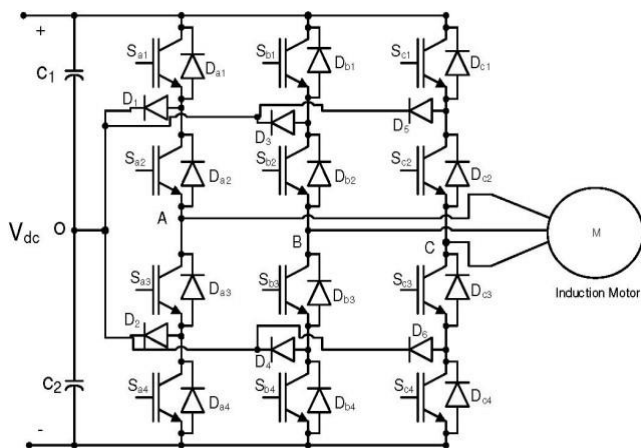 +
C1
Sa1
Da1
Sb1
Db1
Sc1
Dc1
D1
D3
D5
Sa2
Da2
Sb2
Db2
Sc2
Dc2
Vdc
O
A
B
C
M
Induction Motor
Sa3
Da3
Sb3
Db3
Sc3
Dc3
D2
D4
D6
C2
Sa4
Da4
Sb4
Db4
Sc4
Dc4
-